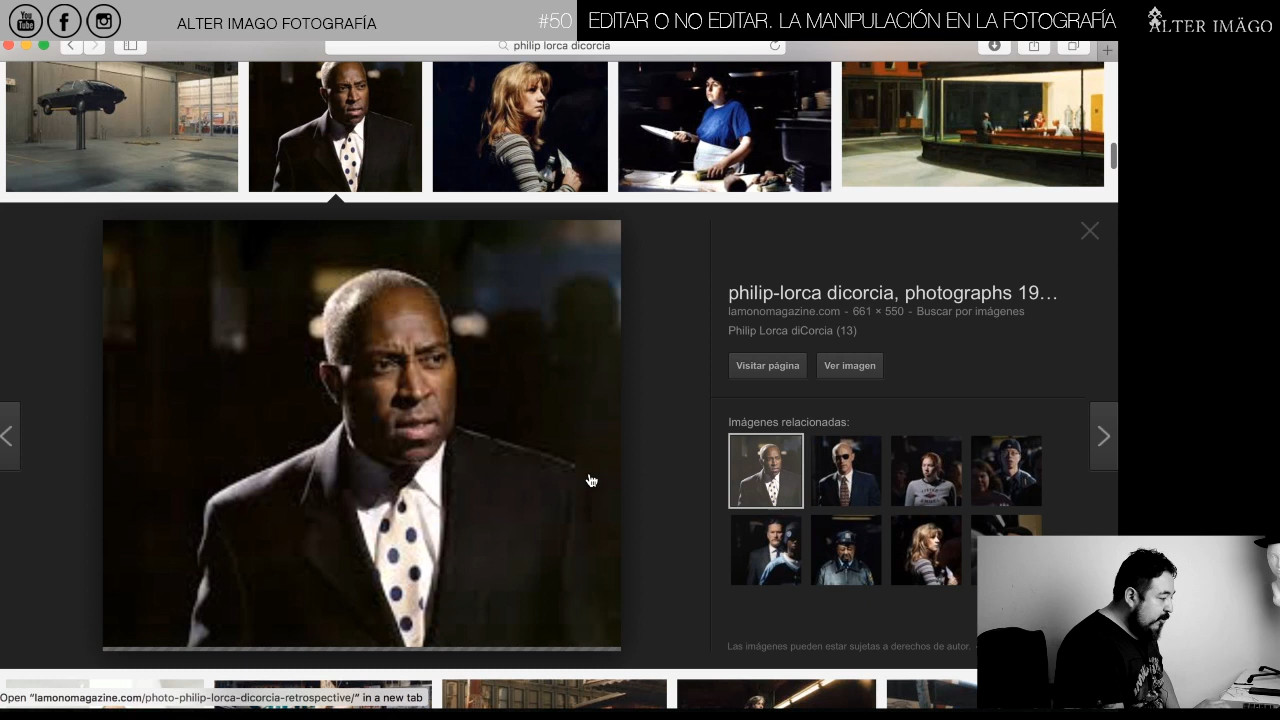 You
Tube
ALTER IMAGO FOTOGRAFÍA
#50
EDITAR O NO EDITAR. LA MANIPULACIÓN EN LA FOTOGRAFÍA
ALTER IMÄGO
philip lorca dicorcia
philip-lorca dicorcia, photographs 19…
lamonomagazine.com - 661 × 550 - Buscar por imágenes
Philip Lorca diCorcia (13)
Visitar página
Ver imagen
Imágenes relacionadas:
Las imágenes pueden estar sujetas a derechos de autor.
Open “lamonomagazine.com/photo-philip-lorca-dicorcia-retrospective/” in a new tab